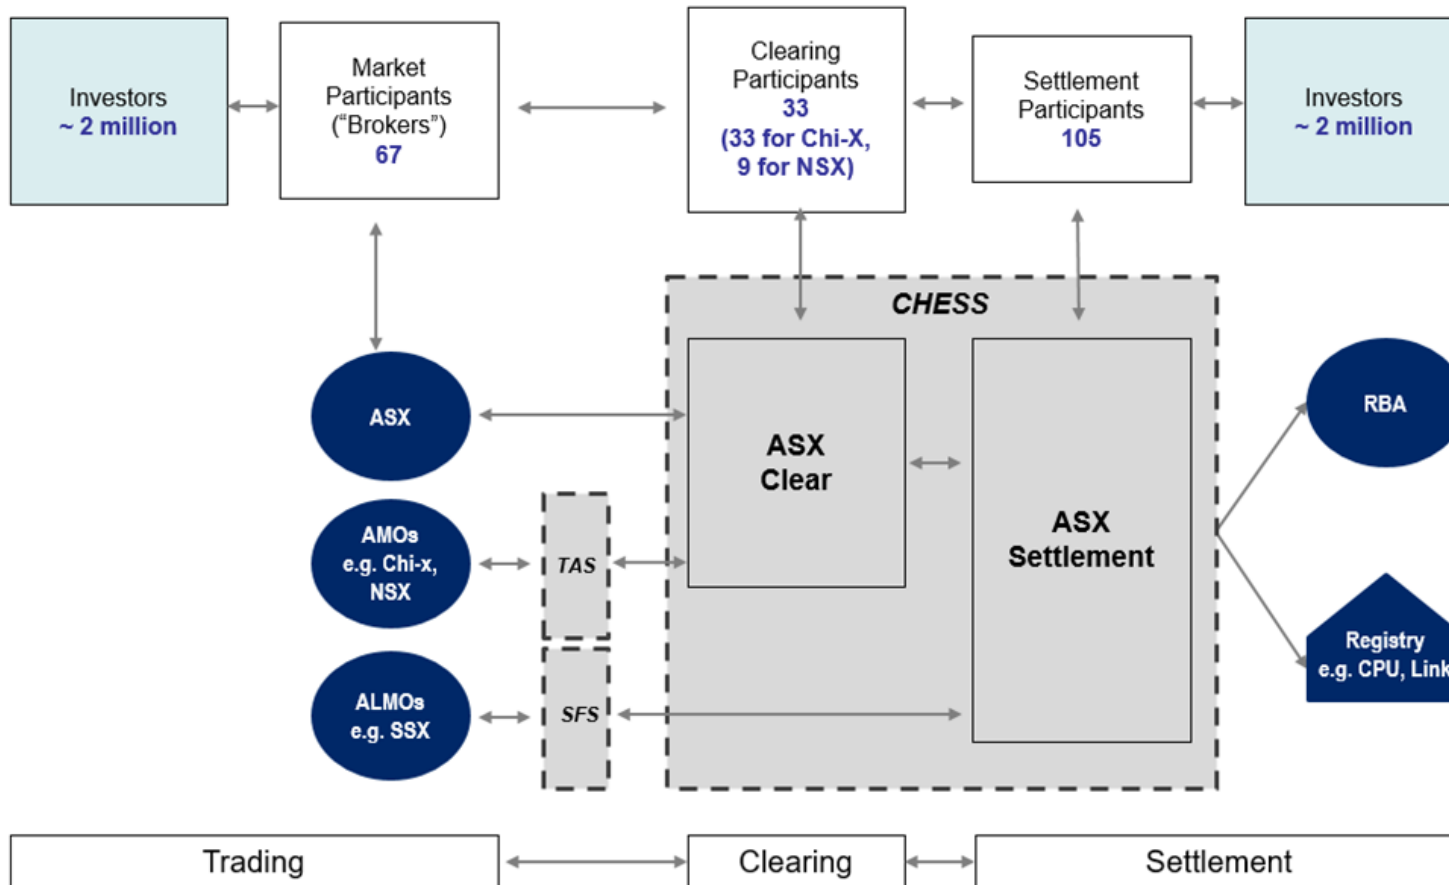 Investors
~ 2 million
Market
Participants
(“Brokers”)
67
Clearing
Participants
33
(33 for Chi-X,
9 for NSX)
Settlement
Participants
105
Investors
~ 2 million
CHESS
ASX
ASX
Clear
ASX
Settlement
RBA
AMOs
e.g. Chi-x,
NSX
TAS
ALMOs
e.g. SSX
SFS
Registry
e.g. CPU, Link
Trading
Clearing
Settlement